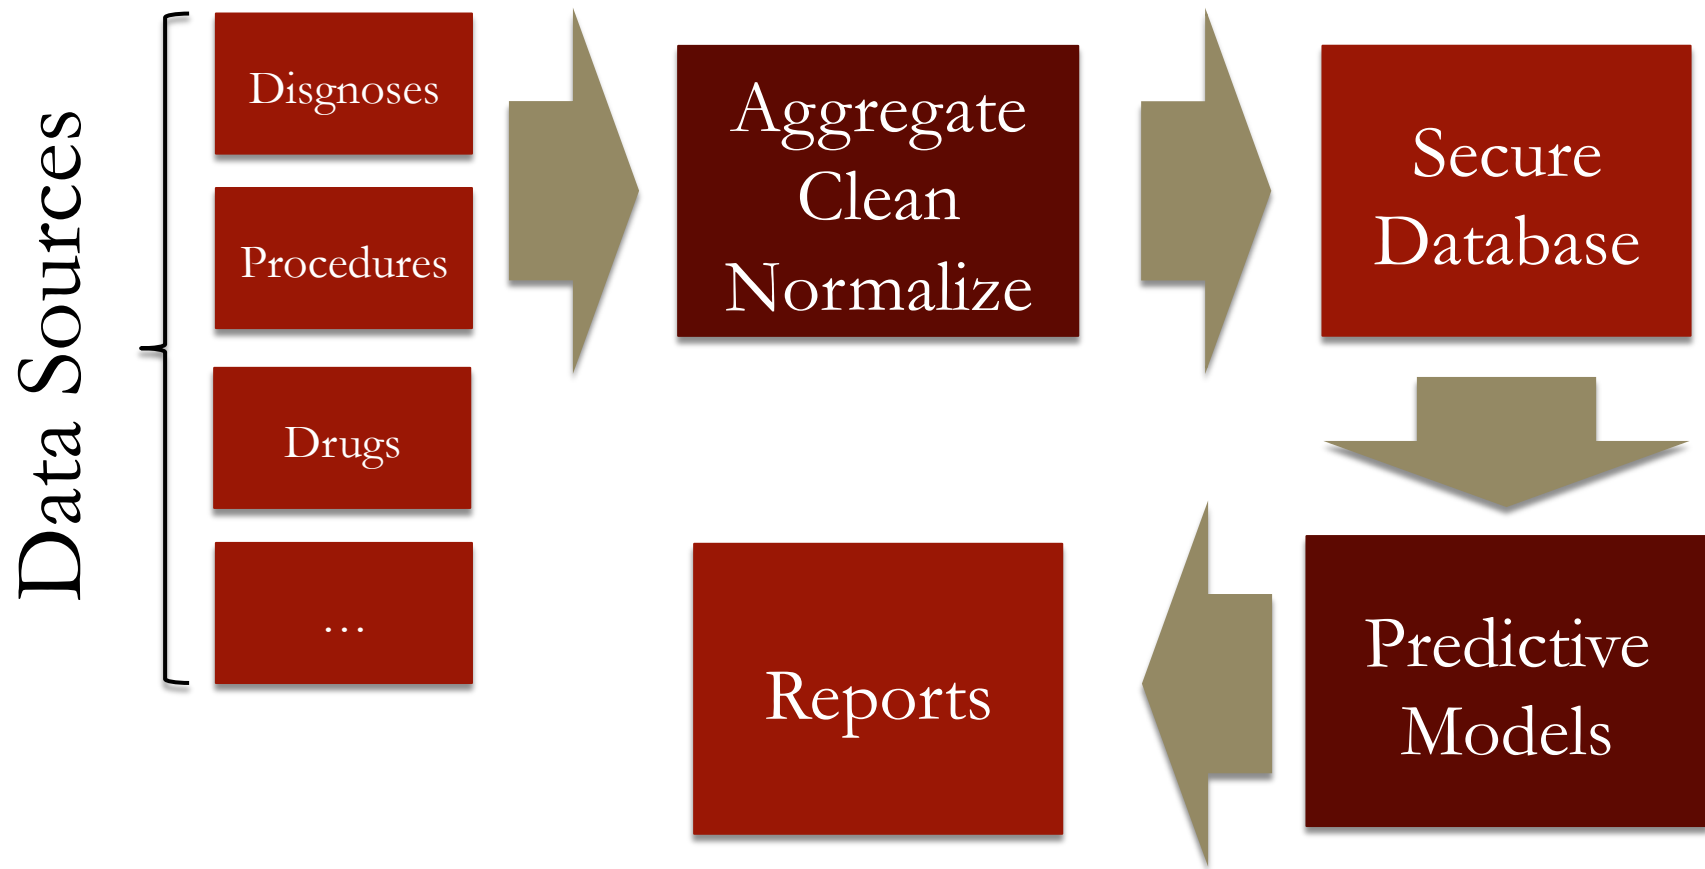 Data Sources
Disgnoses
Procedures
Drugs
...
Aggregate
Clean
Normalize
Secure
Database
Predictive
Models
Reports